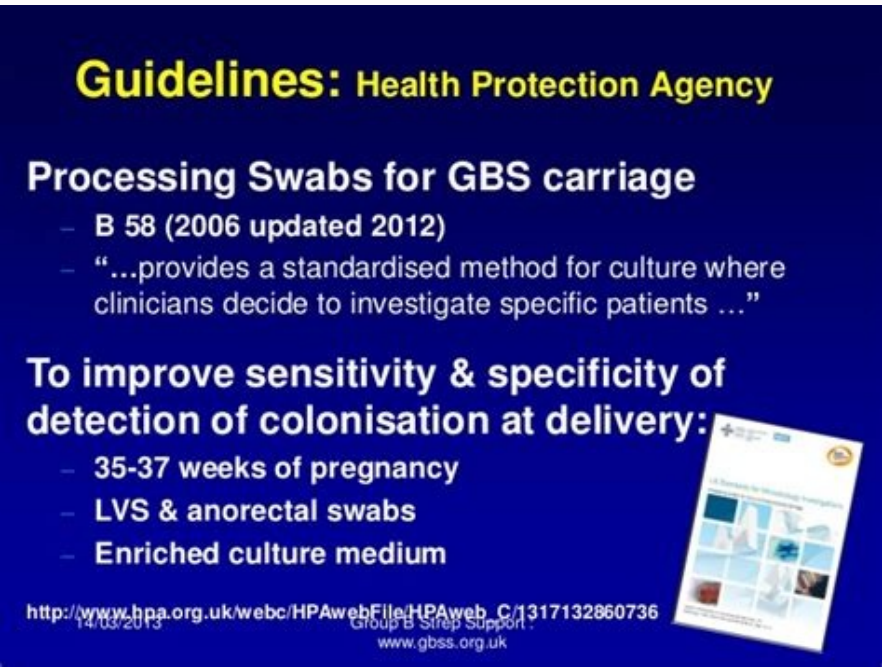 Guidelines: Health Protection Agency
Processing Swabs for GBS carriage
– B 58 (2006 updated 2012)
– “…provides a standardised method for culture where
clinicians decide to investigate specific patients …”
To improve sensitivity & specificity of
detection of colonisation at delivery:
– 35-37 weeks of pregnancy
– LVS & anorectal swabs
– Enriched culture medium
http://www.hpa.org.uk/webc/HPAwebFile/HPAweb_C/1317132860736
14/03/2013
Group B Strep Support :
www.gbss.org.uk